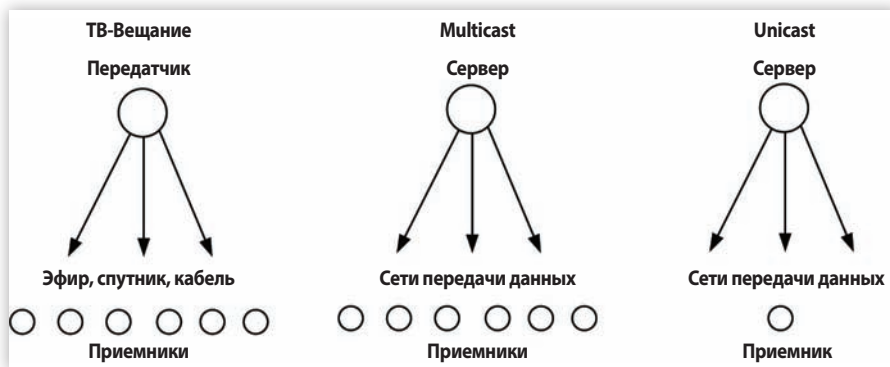 ТВ-Вещание
Передатчик
Эфир, спутник, кабель
Приемники
Multicast
Сервер
Сети передачи данных
Приемники
Unicast
Сервер
Сети передачи данных
Приемник